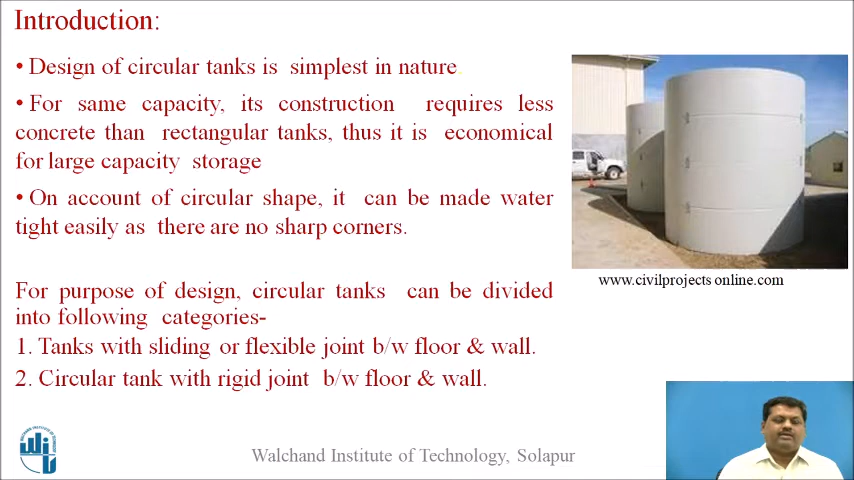 Introduction:
• Design of circular tanks is simplest in nature
• For same capacity, its construction requires less
concrete than rectangular tanks, thus it is economical
for large capacity storage
• On account of circular shape, it can be made water
tight easily as there are no sharp corners.
www.civilprojects online.com
For purpose of design, circular tanks can be divided
into following categories-
1. Tanks with sliding or flexible joint b/w floor & wall.
2. Circular tank with rigid joint b/w floor & wall.
Walchand Institute of Technology, Solapur